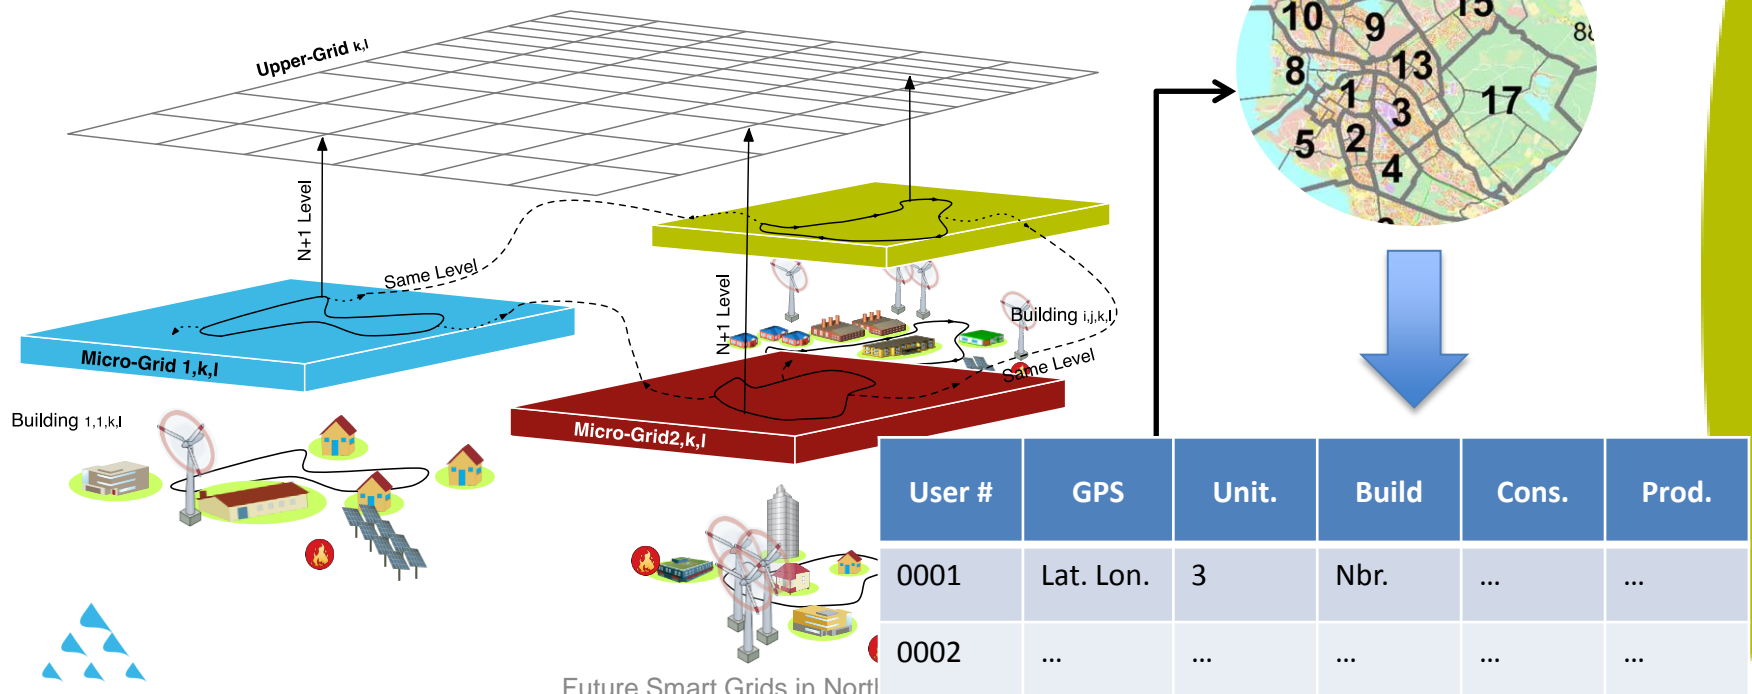 Upper-Grid k,l
N+1 Level
Same Level
Micro-Grid 1,k,l
Building 1,1,k,l
N+1 Level
Building i,j,k,l
Same Level
Micro-Grid2,k,l
10
9
15
8
13
1
3
17
5
2
4
User # GPS Unit. Build Cons. Prod.
0001 Lat. Lon. 3 Nbr. ... ...
0002 ... ... ... ... ...
Future Smart Grids in